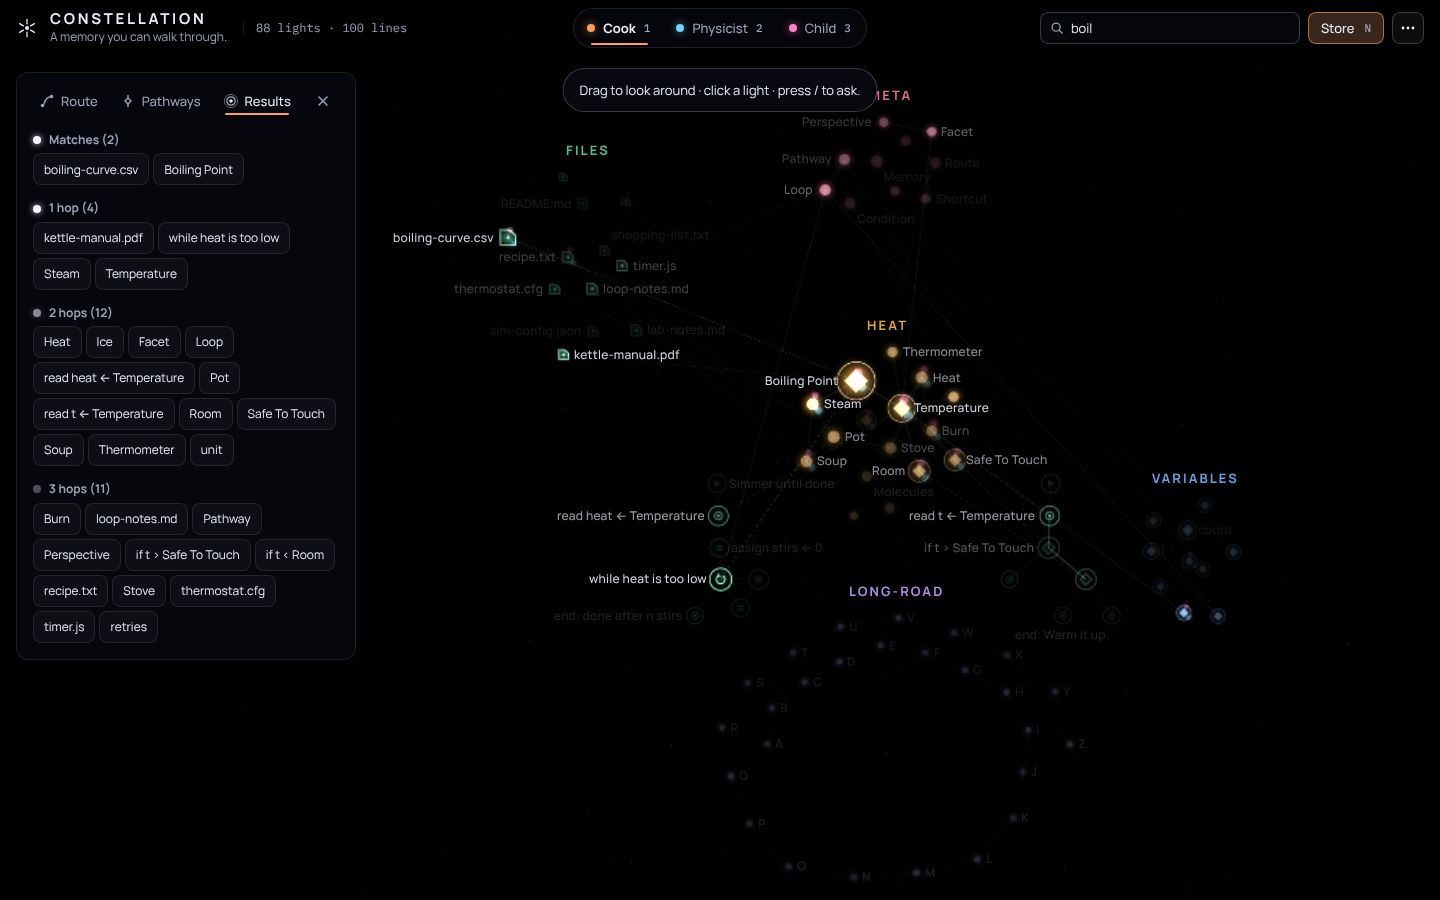 CONSTELLATION
A memory you can walk through.
88 lights · 100 lines
Cook 1
Physicist 2
Child 3
boil
Store N
Drag to look around · click a light · press / to ask.
Route
Pathways
Results
Matches (2)
boiling-curve.csv
Boiling Point
1 hop (4)
kettle-manual.pdf
while heat is too low
Steam
Temperature
2 hops (12)
Heat
Ice
Facet
Loop
read heat ← Temperature
Pot
read t ← Temperature
Room
Safe To Touch
Soup
Thermometer
unit
3 hops (11)
Burn
loop-notes.md
Pathway
Perspective
if t > Safe To Touch
if t < Room
recipe.txt
Stove
thermostat.cfg
timer.js
retries
META
Perspective
Facet
Pathway
Route
Memory
Loop
Shortcut
Condition
FILES
README.md
boiling-curve.csv
shopping-list.txt
recipe.txt
timer.js
thermostat.cfg
loop-notes.md
sim-config.json
lab-notes.md
kettle-manual.pdf
HEAT
Thermometer
Boiling Point
Heat
Steam
Temperature
Burn
Pot
Stove
Soup
Room
Safe To Touch
Molecules
VARIABLES
count
Simmer until done
read heat ← Temperature
read t ← Temperature
assign stirs ← 0
if t > Safe To Touch
while heat is too low
end: done after n stirs
end: Warm it up.
LONG-ROAD
V
U
W
E
T
F
X
D
G
S
C
H
Y
B
R
I
A
Z
Q
J
P
K
L
O
M
N